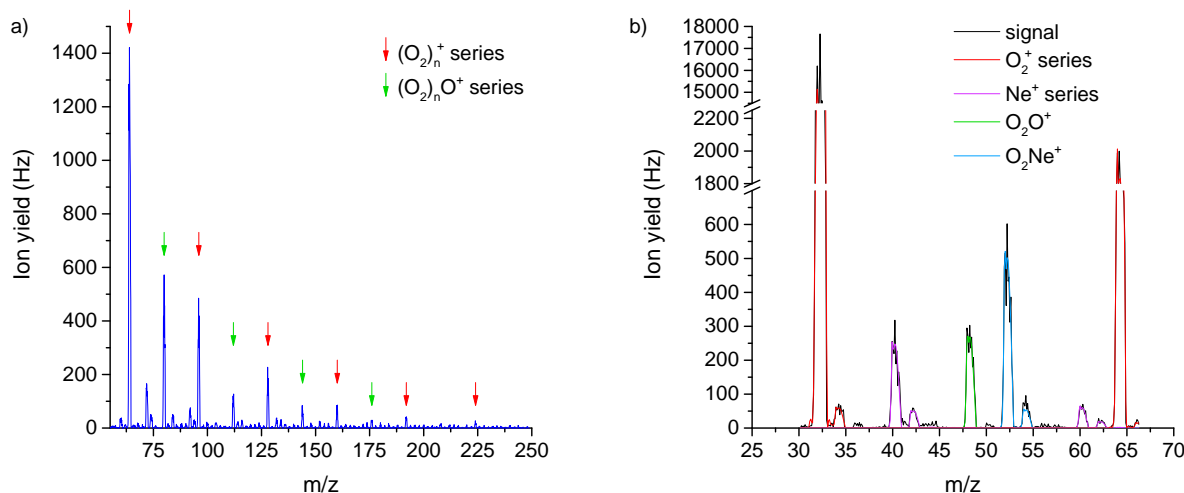 a)
(O₂)ₙ⁺ series
(O₂)ₙO⁺ series
Ion yield (Hz)
1400
1200
1000
800
600
400
200
0
75 100 125 150 175 200 225 250
m/z
b)
signal
O₂⁺ series
Ne⁺ series
O₂O⁺
O₂Ne⁺
Ion yield (Hz)
18000
17000
16000
15000
2200
2000
1800
600
500
400
300
200
100
0
25 30 35 40 45 50 55 60 65 70
m/z